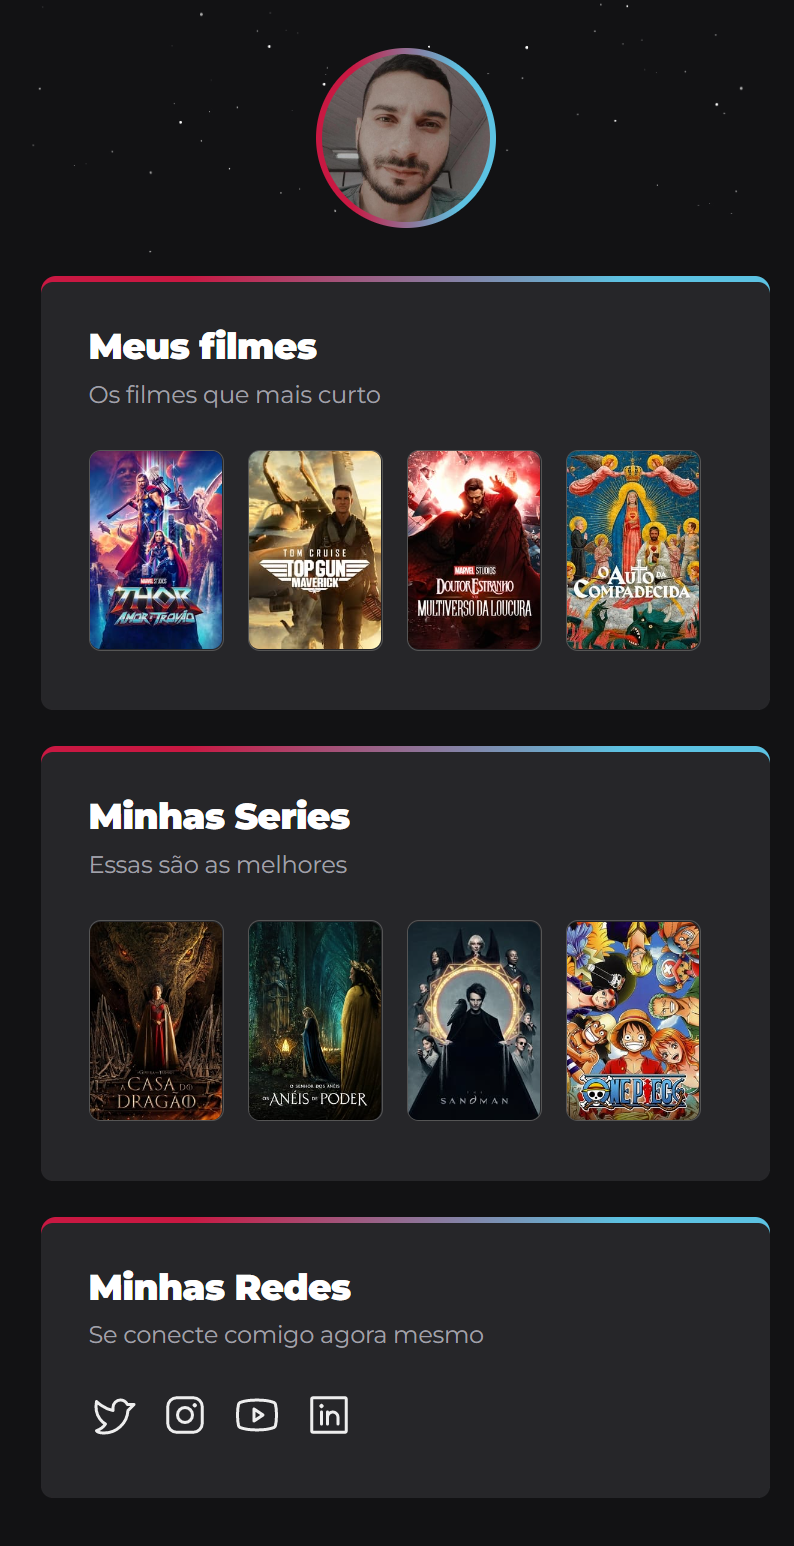 Meus filmes
Os filmes que mais curto
MARVEL STUDIOS
THOR
AMOR E TROVÃO
TOM CRUISE
TOP GUN
MAVERICK
MARVEL STUDIOS
DOUTOR ESTRANHO
MULTIVERSO DA LOUCURA
O AUTO DA
COMPADECIDA
Minhas Series
Essas são as melhores
A CASA DO
DRAGÃO
O SENHOR DOS ANÉIS
OS ANÉIS DE PODER
THE
SANDMAN
ONE PIECE
Minhas Redes
Se conecte comigo agora mesmo
in